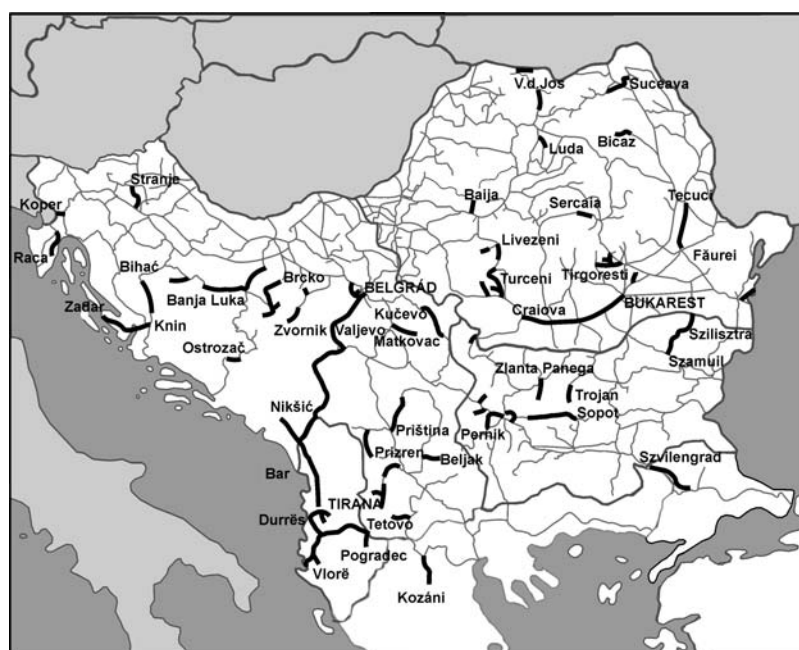 V.d.Jos
Suceava
Luda
Bicaz
Stranje
Koper
Baija
Sercaia
Tecuci
Raca
Bihać
Livezeni
Făurei
Turceni
Tirgoresti
Brcko
BELGRÁD
Banja Luka
Zadar
Knin
Kučevo
Craiova
BUKAREST
Zvornik
Valjevo
Matkovac
Szilisztra
Ostrozač
Szamuil
Zlanta Panega
Trojan
Nikšić
Sopot
Priština
Pernik
Prizren
Beljak
Szvilengrad
Bar
TIRANA
Durrës
Tetovo
Pogradec
Vlorë
Kozáni